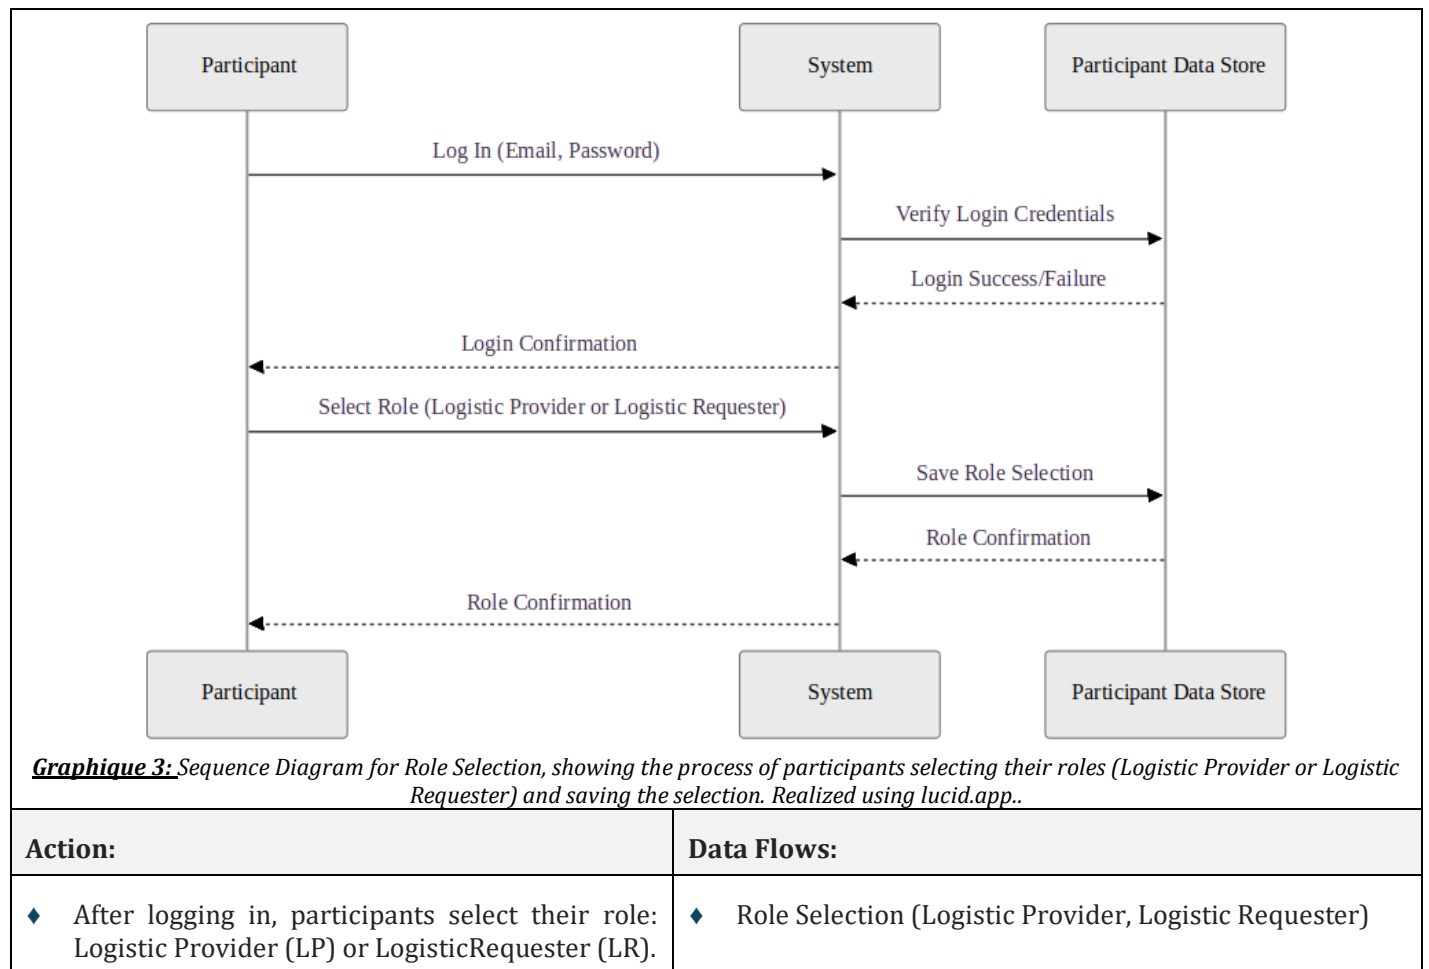 Participant
System
Participant Data Store
Log In (Email, Password)
Verify Login Credentials
Login Success/Failure
Login Confirmation
Select Role (Logistic Provider or Logistic Requester)
Save Role Selection
Role Confirmation
Role Confirmation
Participant
System
Participant Data Store
Graphique 3: Sequence Diagram for Role Selection, showing the process of participants selecting their roles (Logistic Provider or Logistic
Requester) and saving the selection. Realized using lucid.app..
Action:
Data Flows:
♦ After logging in, participants select their role:
Logistic Provider (LP) or LogisticRequester (LR).
♦ Role Selection (Logistic Provider, Logistic Requester)